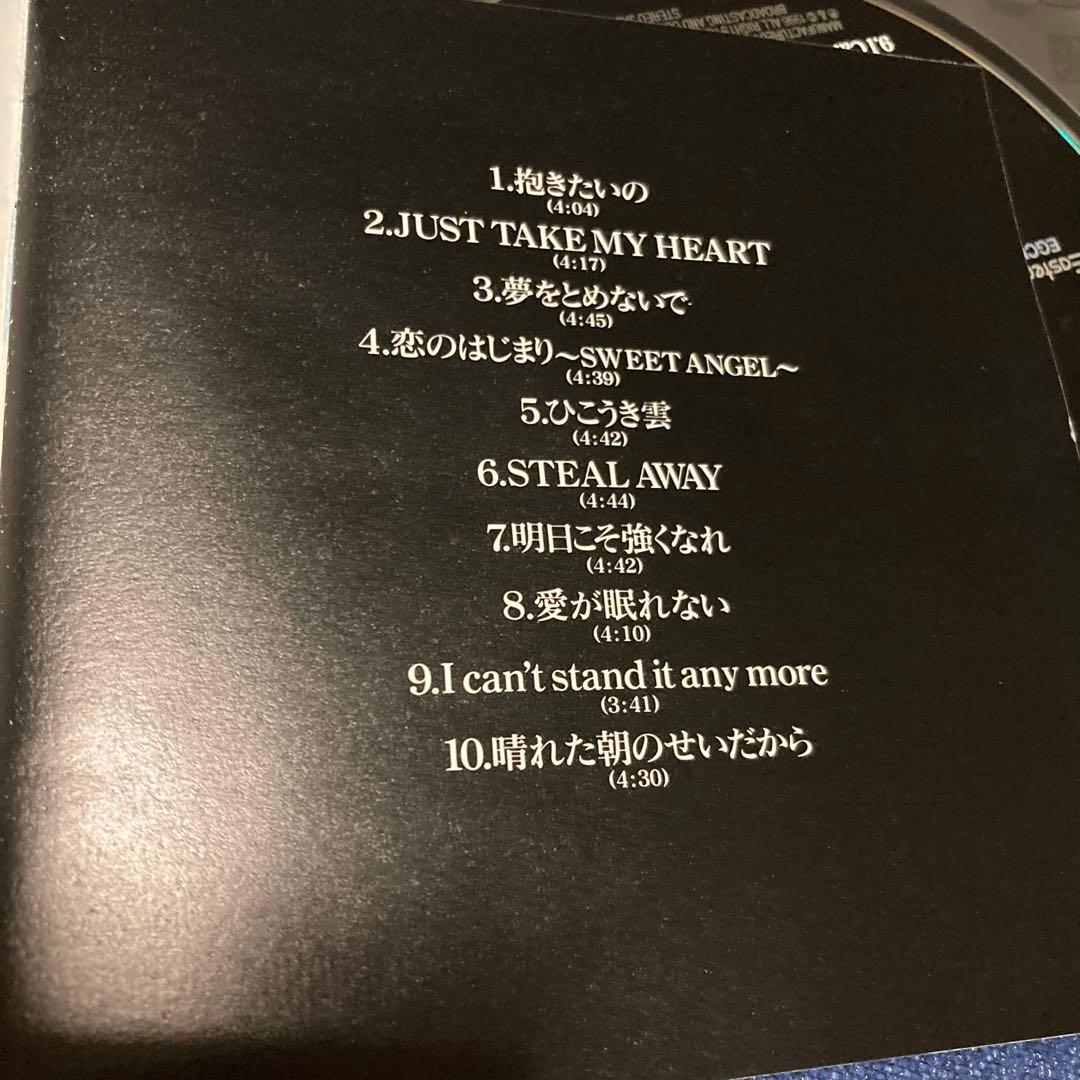 1.抱きたいの
(4:04)
2.JUST TAKE MY HEART
(4:17)
3.夢をとめないで
(4:45)
4.恋のはじまり〜SWEET ANGEL〜
(4:39)
5.ひこうき雲
(4:42)
6.STEAL AWAY
(4:44)
7.明日こそ強くなれ
(4:42)
8.愛が眠れない
(4:10)
9.I can't stand it any more
(3:41)
10.晴れた朝のせいだから
(4:30)
MANUFACTURED
BROADCASTING AND
STEREO